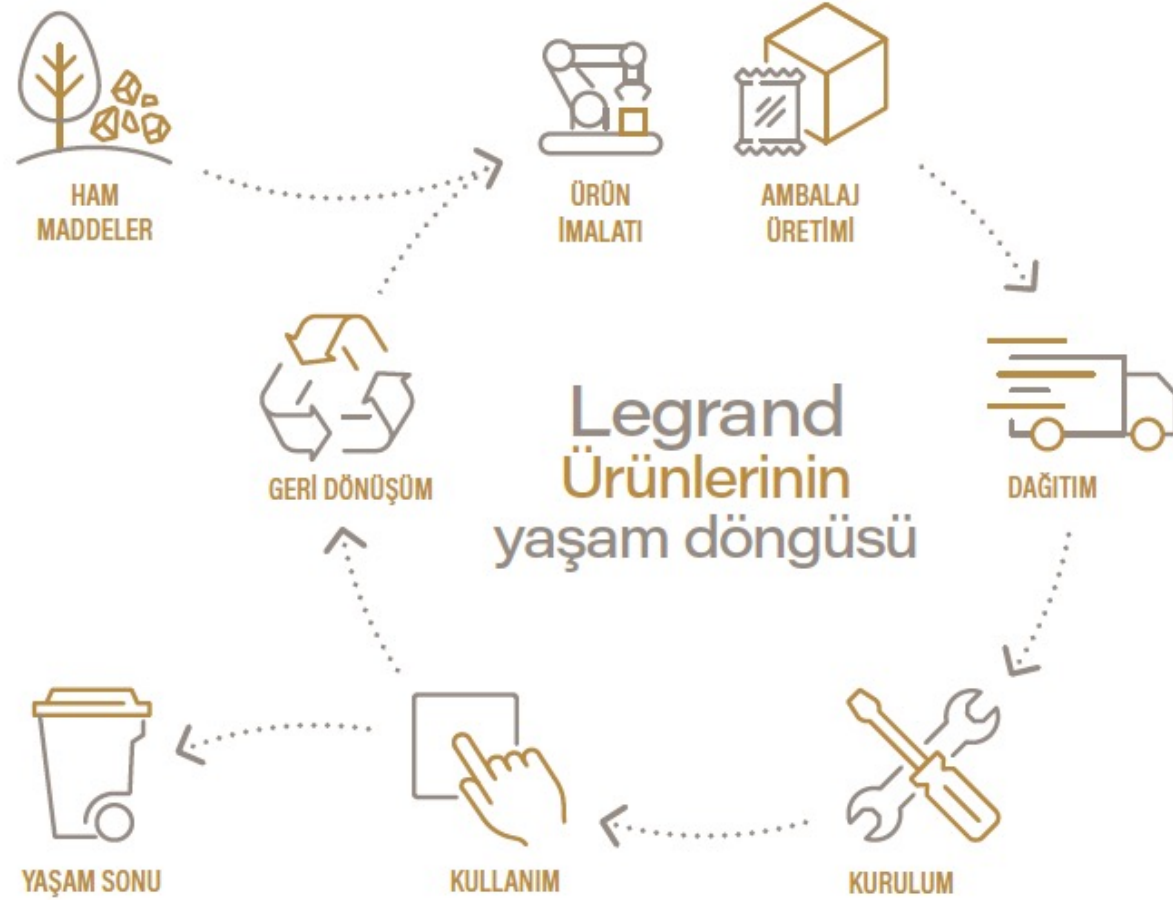 HAM
MADDELER
ÜRÜN
İMALATI
AMBALAJ
ÜRETİMİ
GERİ DÖNÜŞÜM
Legrand
Ürünlerinin
yaşam döngüsü
DAĞITIM
YAŞAM SONU
KULLANIM
KURULUM